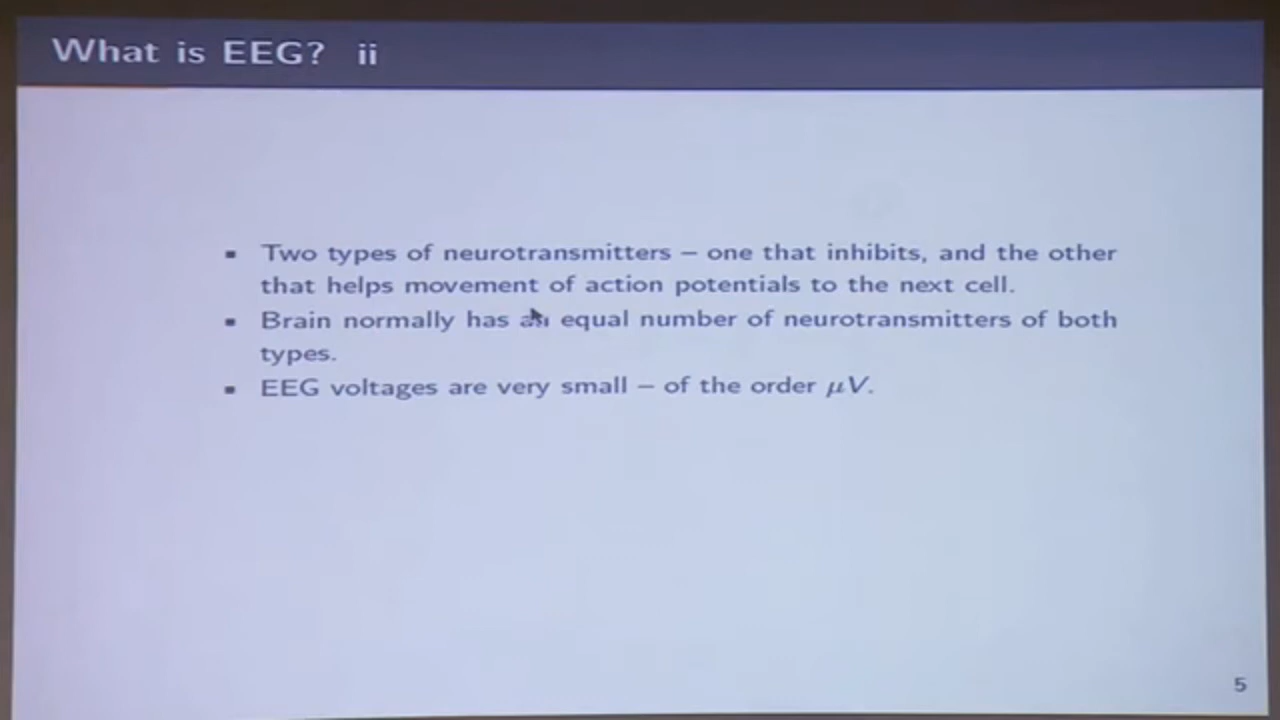 What is EEG? ii
▪ Two types of neurotransmitters – one that inhibits, and the other
that helps movement of action potentials to the next cell.
▪ Brain normally has an equal number of neurotransmitters of both
types.
▪ EEG voltages are very small – of the order μV.
5